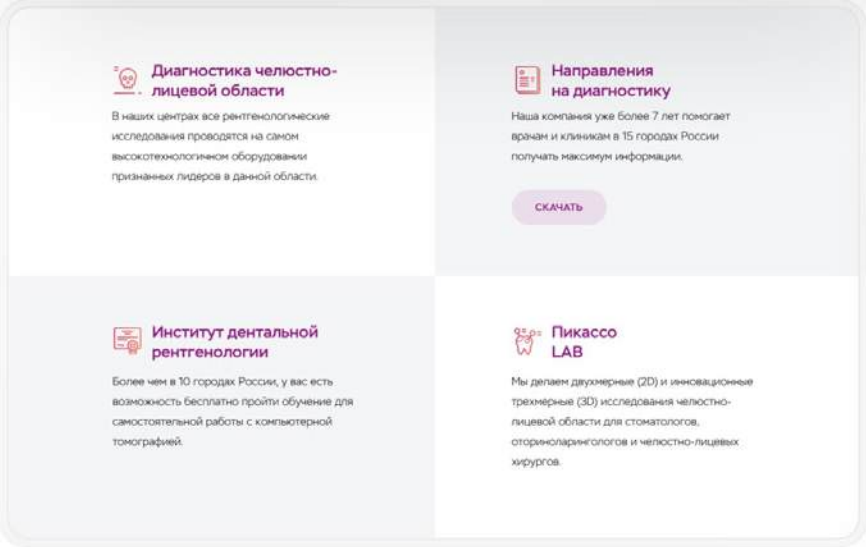 Диагностика челюстно-
лицевой области
В наших центрах все рентгенологические
исследования проводятся на самом
высокотехнологичном оборудовании
признанных лидеров в данной области.
Направления
на диагностику
Наша компания уже более 7 лет помогает
врачам и клиникам в 15 городах России
получать максимум информации.
СКАЧАТЬ
Институт дентальной
рентгенологии
Более чем в 10 городах России, у вас есть
возможность бесплатно пройти обучение для
самостоятельной работы с компьютерной
томографией.
Пикассо
LAB
Мы делаем двухмерные (2D) и инновационные
трехмерные (3D) исследования челюстно-
лицевой области для стоматологов,
оториноларингологов и челюстно-лицевых
хирургов.